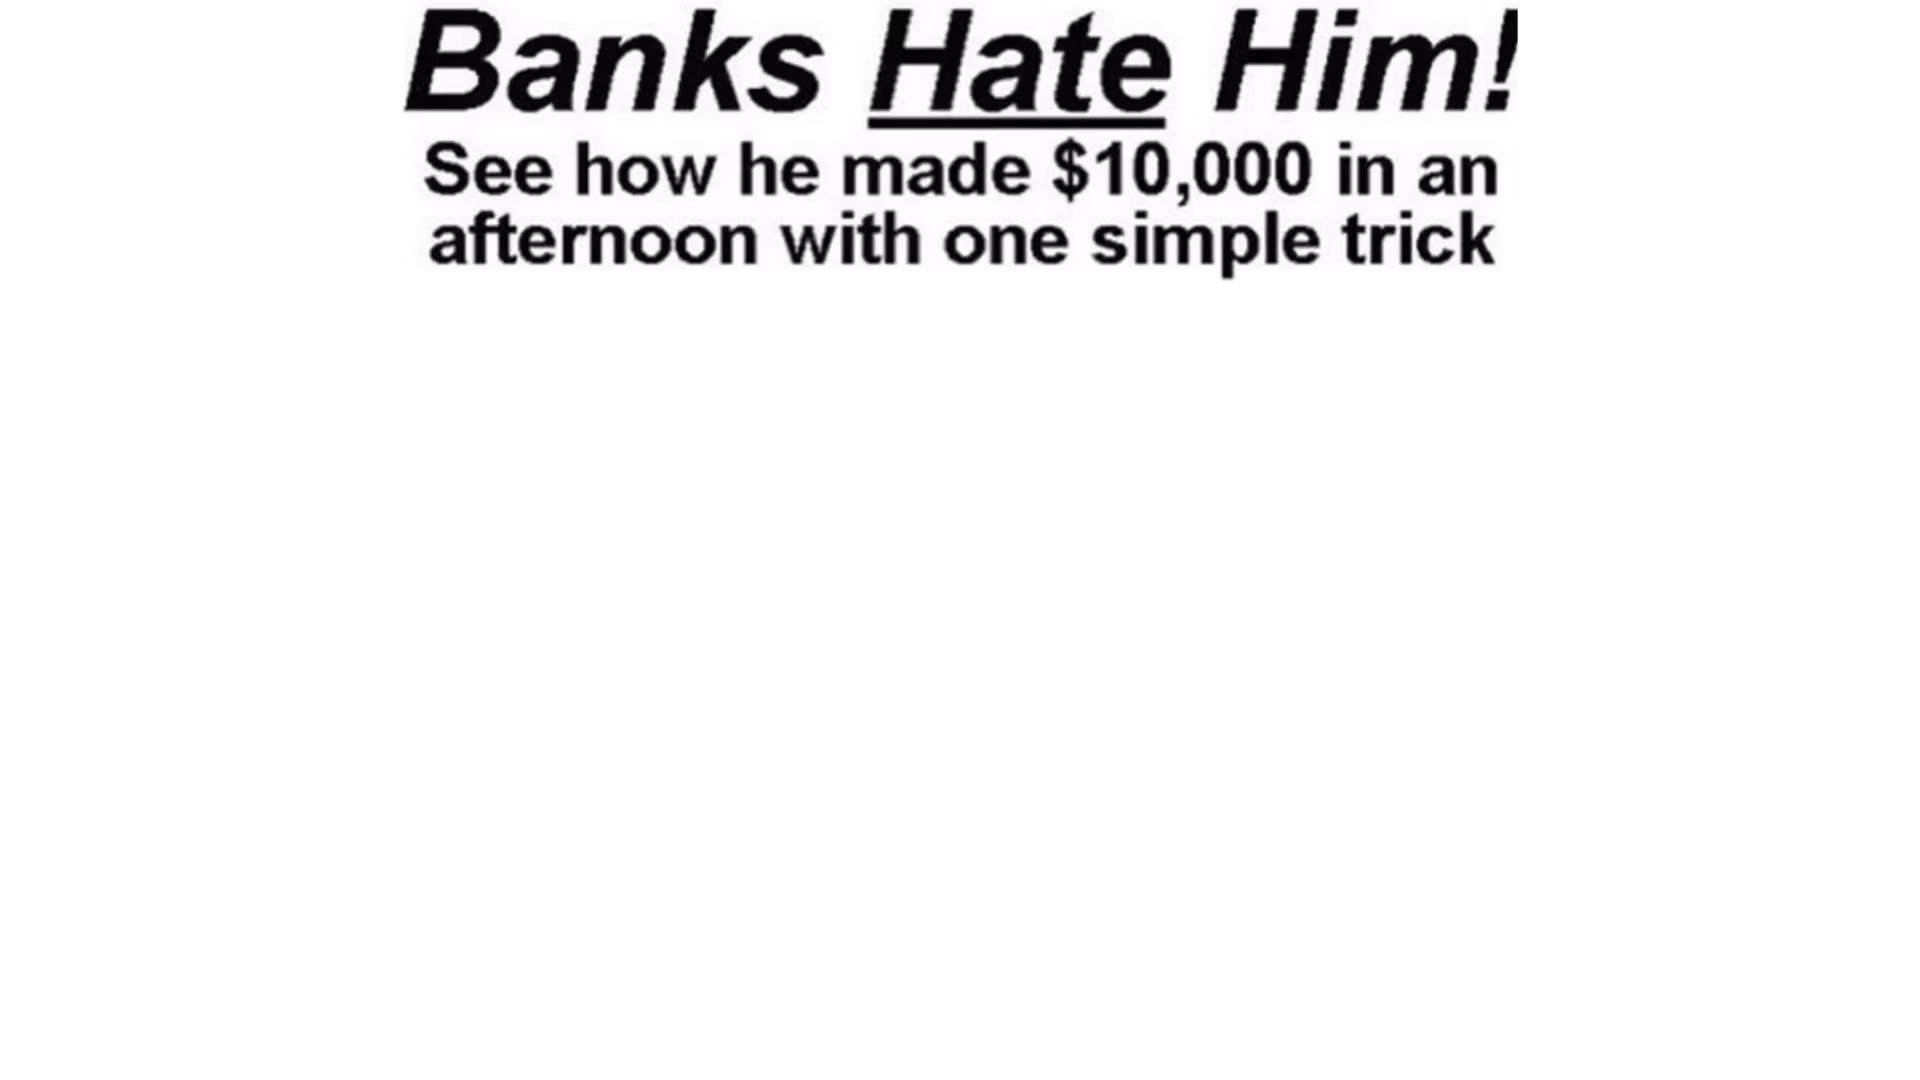 Banks Hate Him!
See how he made $10,000 in an
afternoon with one simple trick